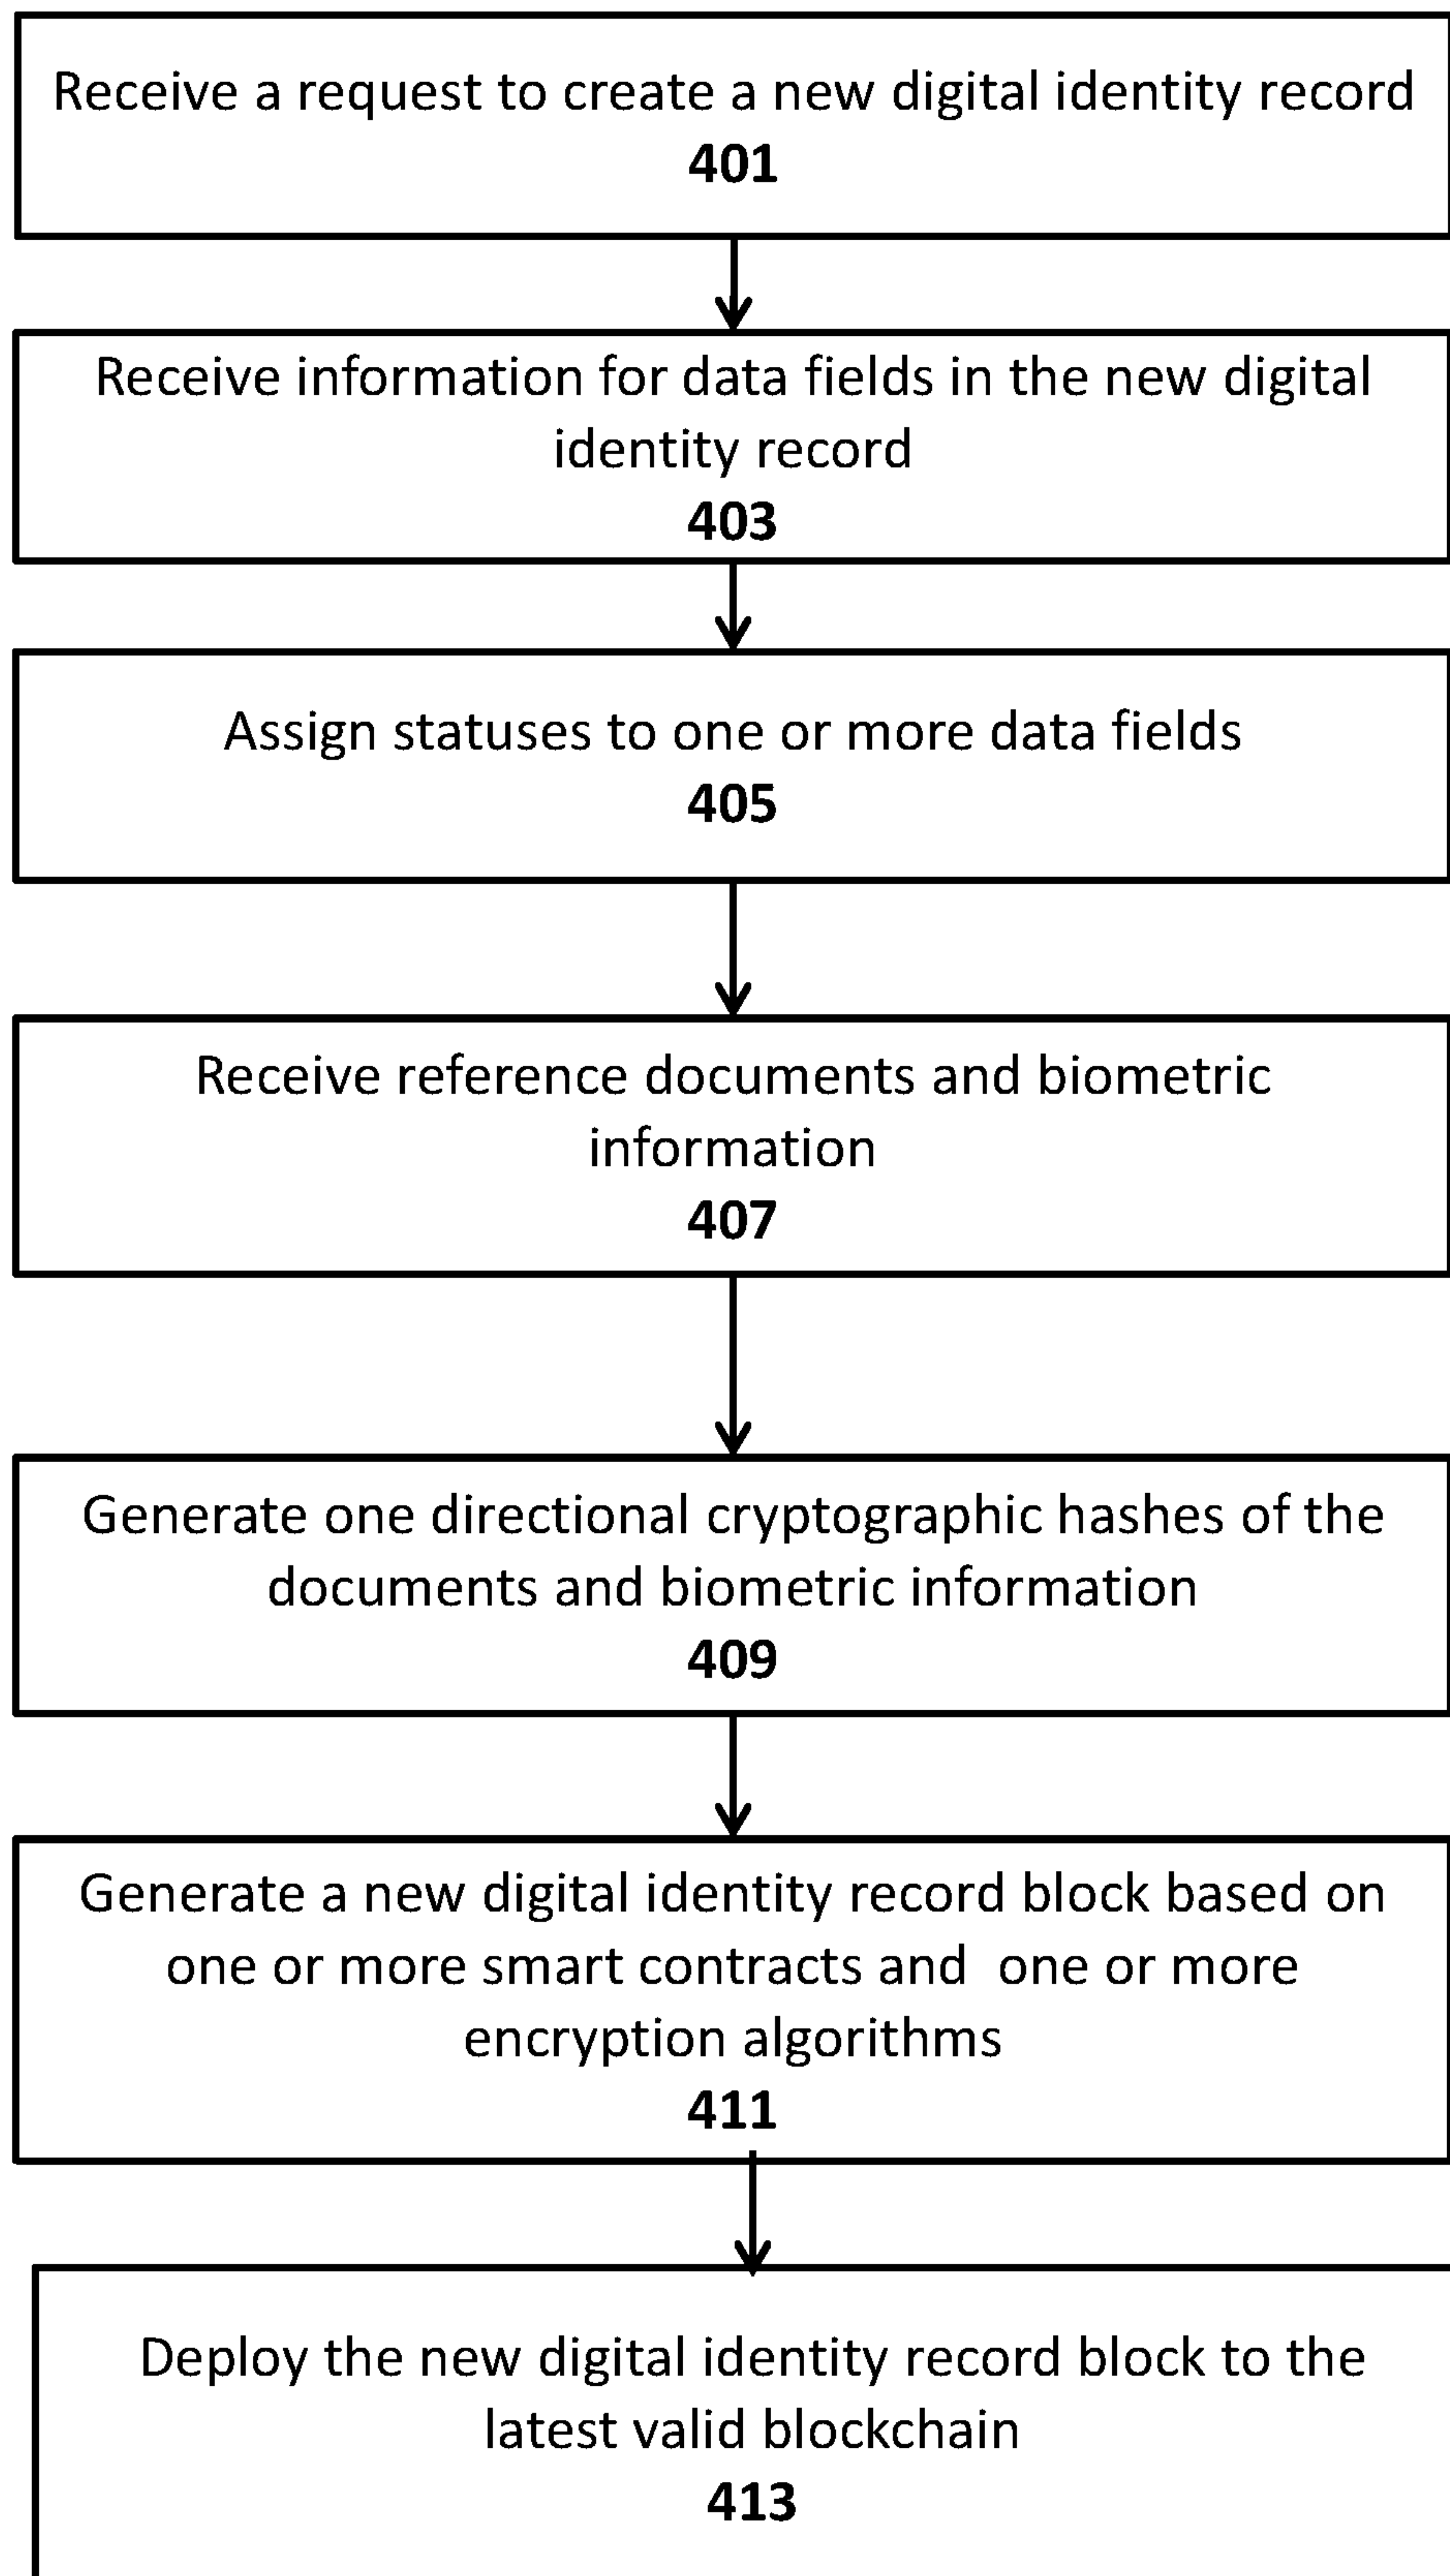 Receive a request to create a new digital identity record
401
Receive information for data fields in the new digital
identity record
403
Assign statuses to one or more data fields
405
Receive reference documents and biometric
information
407
Generate one directional cryptographic hashes of the
documents and biometric information
409
Generate a new digital identity record block based on
one or more smart contracts and one or more
encryption algorithms
411
Deploy the new digital identity record block to the
latest valid blockchain
413